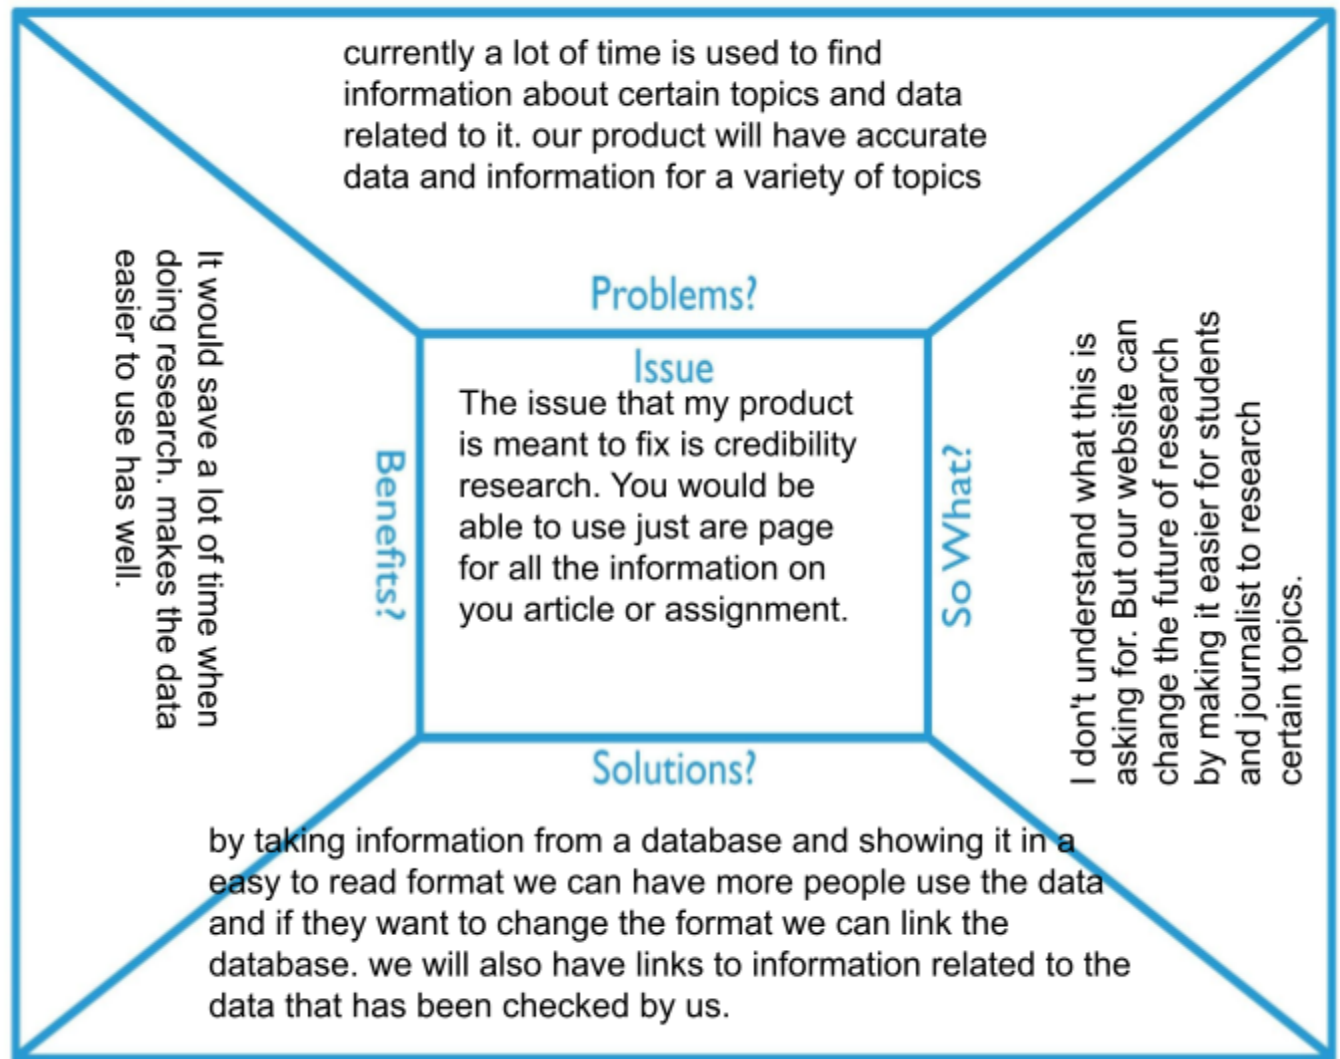 currently a lot of time is used to find
information about certain topics and data
related to it. our product will have accurate
data and information for a variety of topics
Problems?
Issue
The issue that my product
is meant to fix is credibility
research. You would be
able to use just are page
for all the information on
you article or assignment.
Benefits?
It would save a lot of time when
doing research. makes the data
easier to use has well.
So What?
I don't understand what this is
asking for. But our website can
change the future of research
by making it easier for students
and journalist to research
certain topics.
Solutions?
by taking information from a database and showing it in a
easy to read format we can have more people use the data
and if they want to change the format we can link the
database. we will also have links to information related to the
data that has been checked by us.